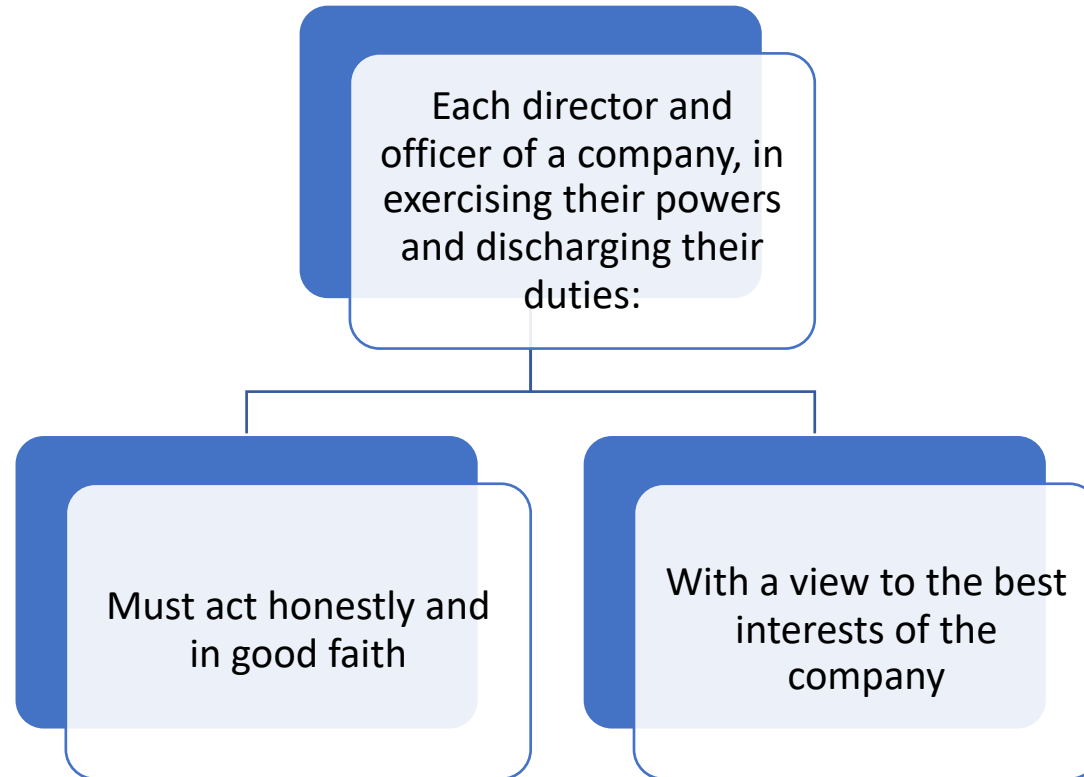 Each director and
officer of a company, in
exercising their powers
and discharging their
duties:
Must act honestly and
in good faith
With a view to the best
interests of the
company